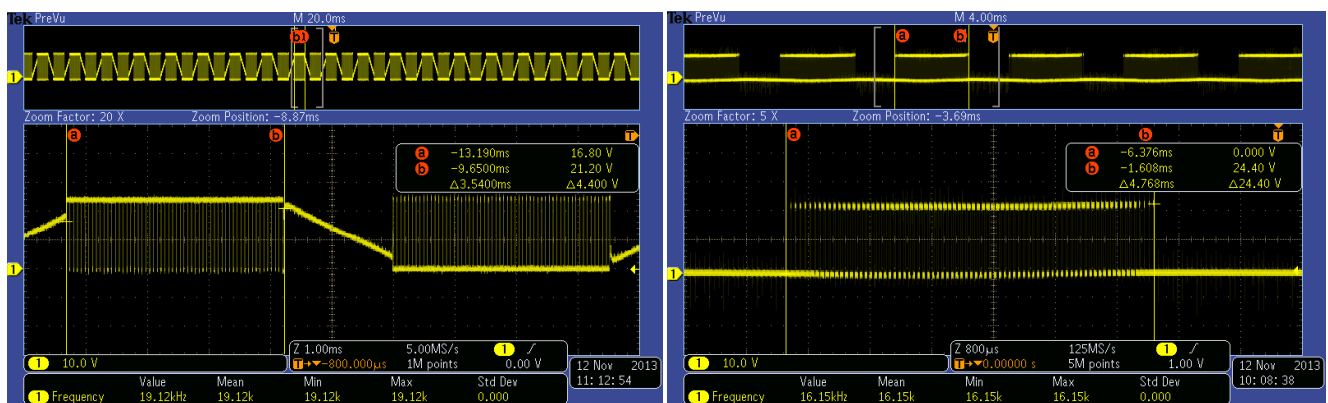 Tek PreVu M 20.0ms
b1 T
1
Zoom Factor: 20 X Zoom Position: -8.87ms
a b T
a -13.190ms 16.80 V
b -9.6500ms 21.20 V
Δ3.5400ms Δ4.400 V
1
1 10.0 V
Z 1.00ms 5.00MS/s 1
T→▼-800.000µs 1M points 0.00 V
12 Nov 2013
11:12:54
Value Mean Min Max Std Dev
1 Frequency 19.12kHz 19.12k 19.12k 19.12k 0.000
Tek PreVu M 4.00ms
a b T
1
Zoom Factor: 5 X Zoom Position: -3.69ms
a b T
a -6.376ms 0.000 V
b -1.608ms 24.40 V
Δ4.768ms Δ24.40 V
1
1 10.0 V
Z 800µs 125MS/s 1
T→▼0.00000 s 5M points 1.00 V
12 Nov 2013
10:08:38
Value Mean Min Max Std Dev
1 Frequency 16.15kHz 16.15k 16.15k 16.15k 0.000